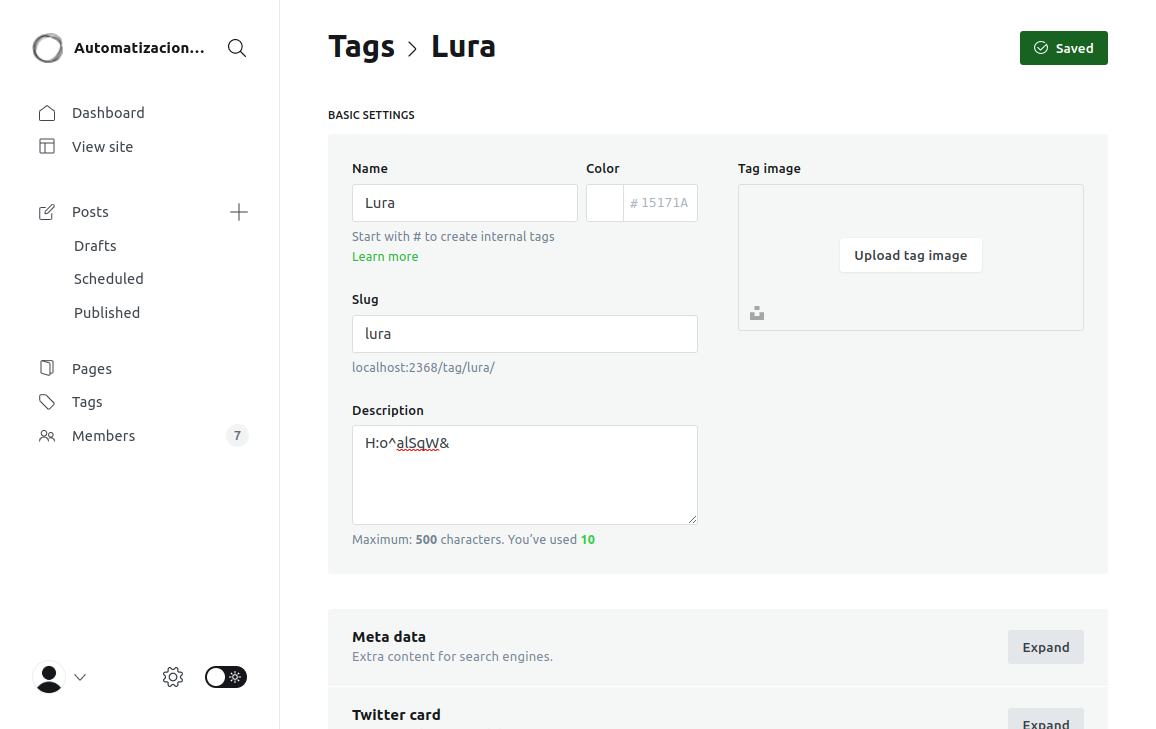 Automatizacion...
Dashboard
View site
Posts
Drafts
Scheduled
Published
Pages
Tags
Members 7
Tags > Lura
Saved
BASIC SETTINGS
Name
Lura
Start with # to create internal tags
Learn more
Color
# 15171A
Slug
lura
localhost:2368/tag/lura/
Description
H:o^alSqW&
Maximum: 500 characters. You’ve used 10
Tag image
Upload tag image
Meta data
Extra content for search engines.
Expand
Twitter card
Expand